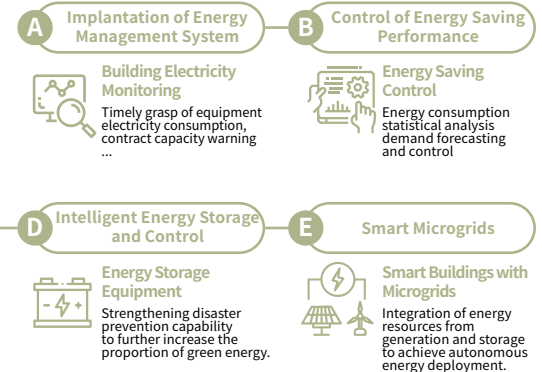 A
Implantation of Energy
Management System
Building Electricity
Monitoring
Timely grasp of equipment
electricity consumption,
contract capacity warning
...
B
Control of Energy Saving
Performance
Energy Saving
Control
Energy consumption
statistical analysis
demand forecasting
and control
D
Intelligent Energy Storage
and Control
Energy Storage
Equipment
Strengthening disaster
prevention capability
to further increase the
proportion of green energy.
E
Smart Microgrids
Smart Buildings with
Microgrids
Integration of energy
resources from
generation and storage
to achieve autonomous
energy deployment.